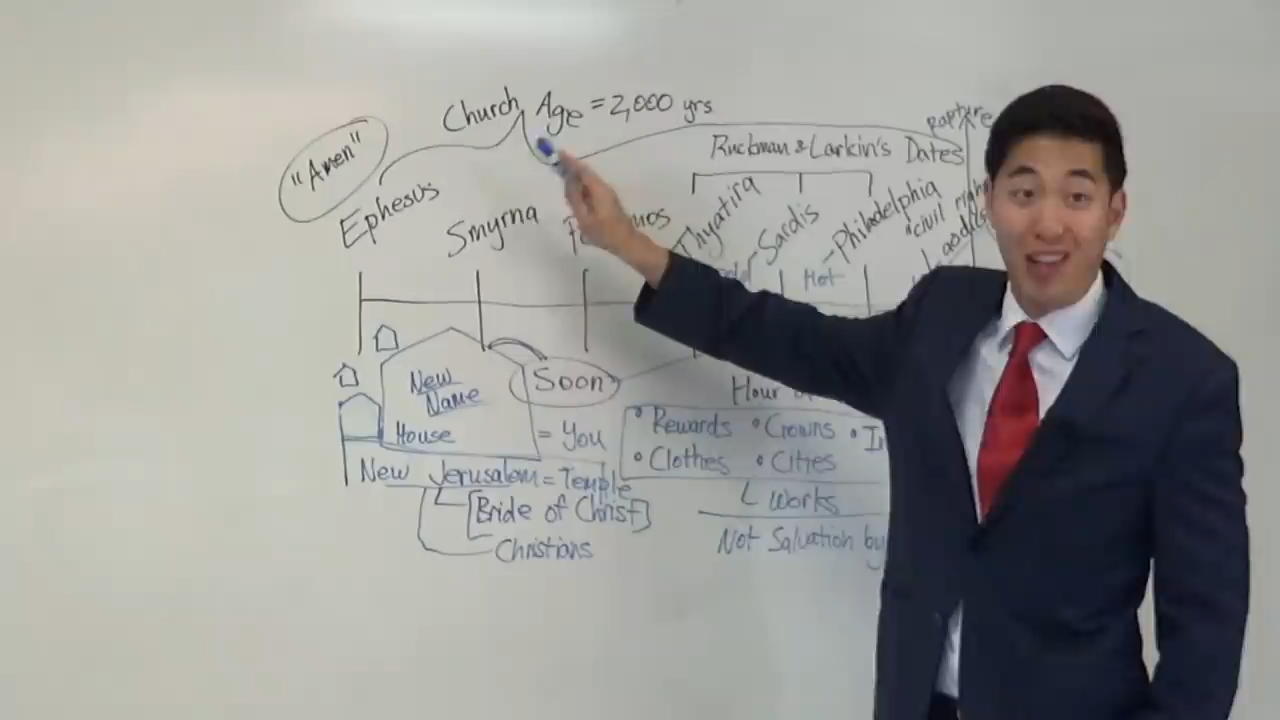 Church Age = 2,000 yrs
Rapture
"Amen"
Ruckman & Larkin's Dates
Ephesus
Smyrna
Thyatira
Sardis
Philadelphia
"civil
Hot
New
Name
House
= You
Soon
Hour
• Rewards • Crowns •
• Clothes • Cities
New Jerusalem = Temple
[Bride of Christ]
Christians
L Works
Not Salvation by